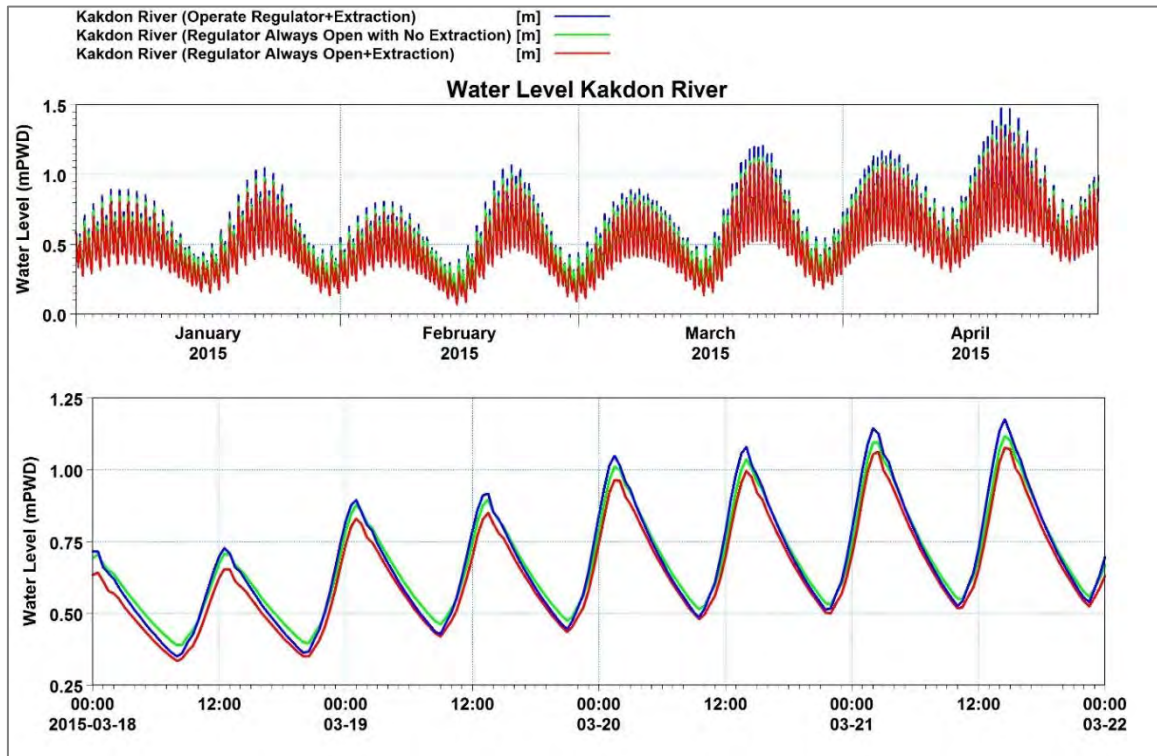 Kakdon River (Operate Regulator+Extraction) [m]
Kakdon River (Regulator Always Open with No Extraction) [m]
Kakdon River (Regulator Always Open+Extraction) [m]
Water Level Kakdon River
Water Level (mPWD)
1.5
1.0
0.5
0.0
January February March April
2015 2015 2015 2015
Water Level (mPWD)
1.25
1.00
0.75
0.50
0.25
00:00 12:00 00:00 12:00 00:00 12:00 00:00 12:00 00:00
2015-03-18 03-19 03-20 03-21 03-22